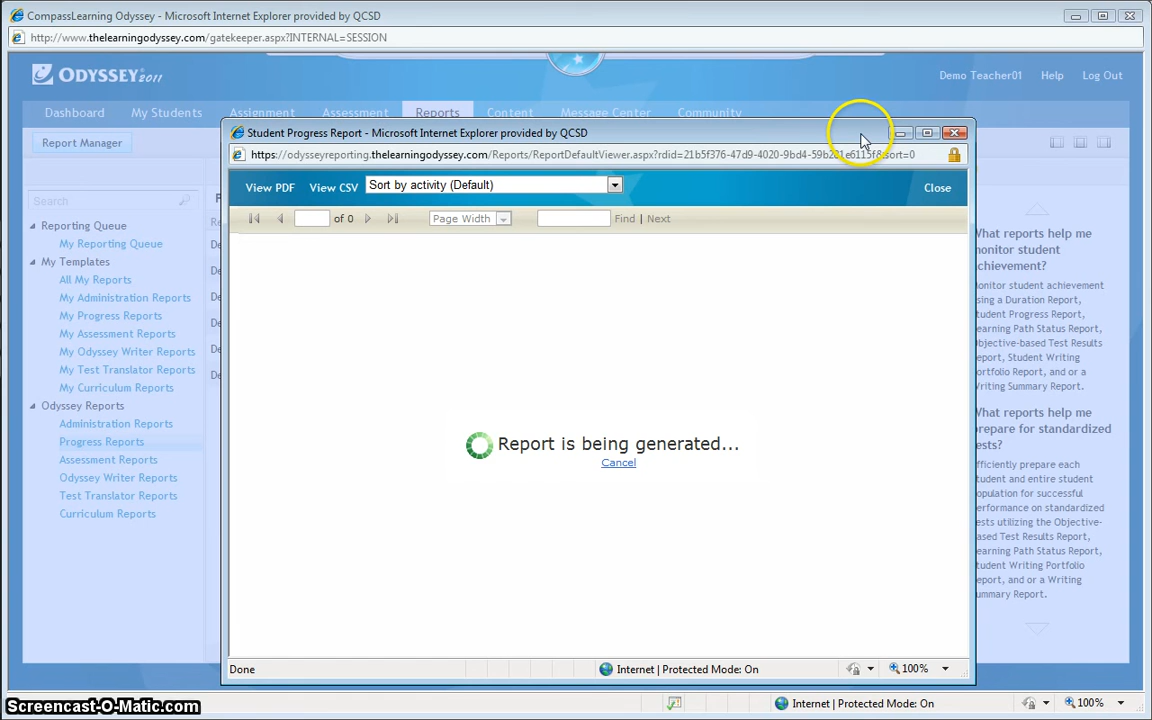 CompassLearning Odyssey - Microsoft Internet Explorer provided by QCSD
http://www.thelearningodyssey.com/gatekeeper.aspx?INTERNAL=SESSION
ODYSSEY 2011
Demo Teacher01 Help Log Out
Dashboard My Students Assignment Assessment Reports Content Message Center Community
Report Manager
Search
Reporting Queue
My Reporting Queue
My Templates
All My Reports
My Administration Reports
My Progress Reports
My Assessment Reports
My Odyssey Writer Reports
My Test Translator Reports
My Curriculum Reports
Odyssey Reports
Administration Reports
Progress Reports
Assessment Reports
Odyssey Writer Reports
Test Translator Reports
Curriculum Reports
Student Progress Report - Microsoft Internet Explorer provided by QCSD
https://odysseyreporting.thelearningodyssey.com/Reports/ReportDefaultViewer.aspx?rdid=21b5f376-47d9-4020-9bd4-59b281e6115f&sort=0
View PDF View CSV Sort by activity (Default) Close
of 0 Page Width Find | Next
Report is being generated...
Cancel
Done Internet | Protected Mode: On 100%
What reports help me
monitor student
achievement?
onitor student achievement
sing a Duration Report,
tudent Progress Report,
earning Path Status Report,
bjective-based Test Results
eport, Student Writing
ortfolio Report, and or a
riting Summary Report.
What reports help me
prepare for standardized
ests?
fficiently prepare each
tudent and entire student
opulation for successful
erformance on standardized
ests utilizing the Objective-
ased Test Results Report,
earning Path Status Report,
tudent Writing Portfolio
eport, and or a Writing
ummary Report.
Internet | Protected Mode: On 100%
Screencast-O-Matic.com